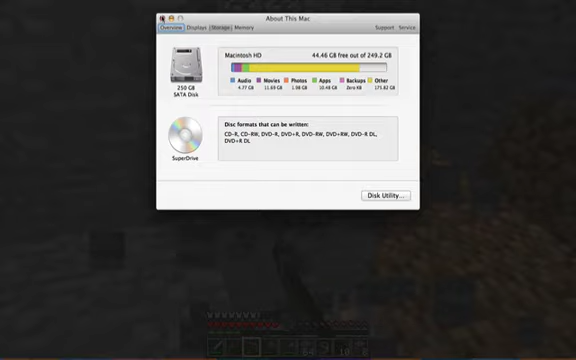 About This Mac
Overview Displays Storage Memory Support Service
Macintosh HD 44.46 GB free out of 249.2 GB
Audio Movies Photos Apps Backups Other
4.77 GB 11.69 GB 1.98 GB 10.48 GB Zero KB 175.82 GB
250 GB
SATA Disk
Disc formats that can be written:
CD-R, CD-RW, DVD-R, DVD+R, DVD-RW, DVD+RW, DVD-R DL,
DVD+R DL
SuperDrive
Disk Utility...